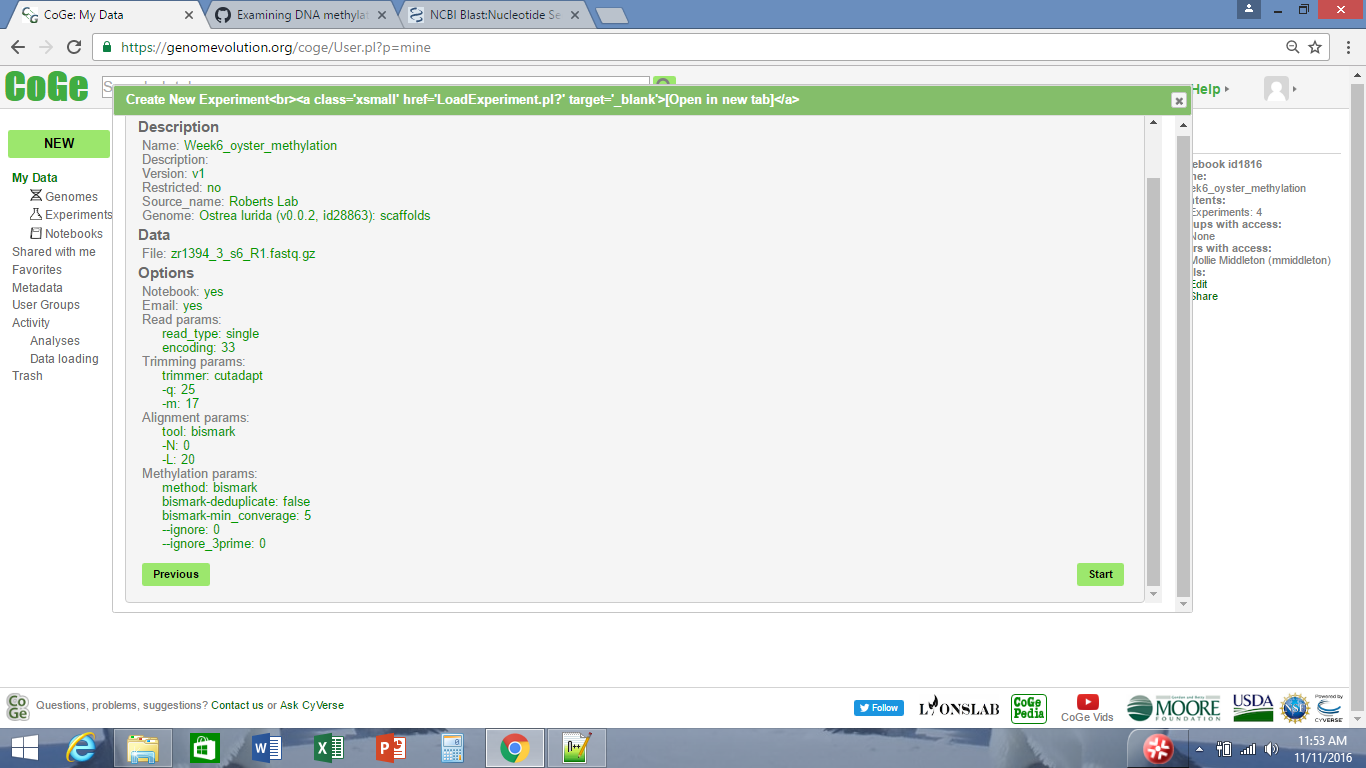 CoGe: My Data
Examining DNA methyla
NCBI Blast:Nucleotide Se
https://genomevolution.org/coge/User.pl?p=mine
CoGe
Help
Create New Experiment<br><a class='xsmall' href='LoadExperiment.pl?' target='_blank'>[Open in new tab]</a>
NEW
My Data
Genomes
Experiments
Notebooks
Shared with me
Favorites
Metadata
User Groups
Activity
Analyses
Data loading
Trash
Description
Name: Week6_oyster_methylation
Description:
Version: v1
Restricted: no
Source_name: Roberts Lab
Genome: Ostrea lurida (v0.0.2, id28863): scaffolds
Data
File: zr1394_3_s6_R1.fastq.gz
Options
Notebook: yes
Email: yes
Read params:
read_type: single
encoding: 33
Trimming params:
trimmer: cutadapt
-q: 25
-m: 17
Alignment params:
tool: bismark
-N: 0
-L: 20
Methylation params:
method: bismark
bismark-deduplicate: false
bismark-min_converage: 5
--ignore: 0
--ignore_3prime: 0
Previous
Start
ebook id1816
ne:
ek6_oyster_methylation
ntents:
Experiments: 4
ups with access:
None
rs with access:
Mollie Middleton (mmiddleton)
ls:
Edit
Share
CoGe
Questions, problems, suggestions? Contact us or Ask CyVerse
Follow
LYONSLAB
CoGe Pedia
CoGe Vids
Gordon and Betty
MOORE
FOUNDATION
USDA
NSF
Powered by
CYVERSE
11:53 AM
11/11/2016